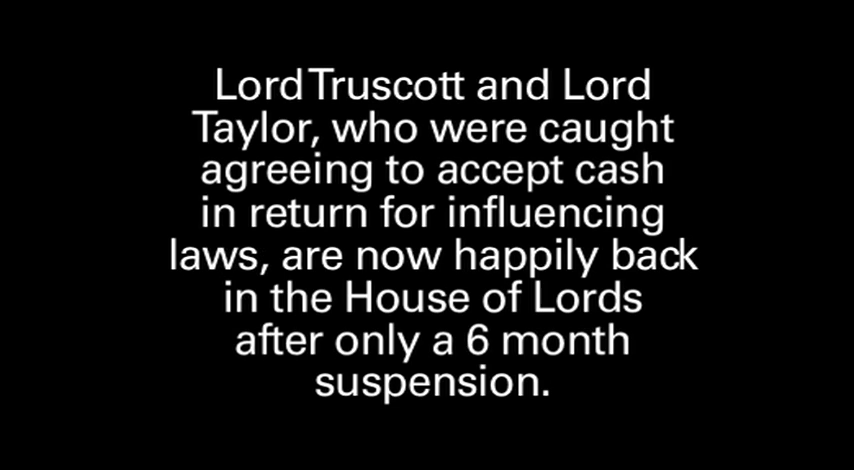 Lord Truscott and Lord
Taylor, who were caught
agreeing to accept cash
in return for influencing
laws, are now happily back
in the House of Lords
after only a 6 month
suspension.